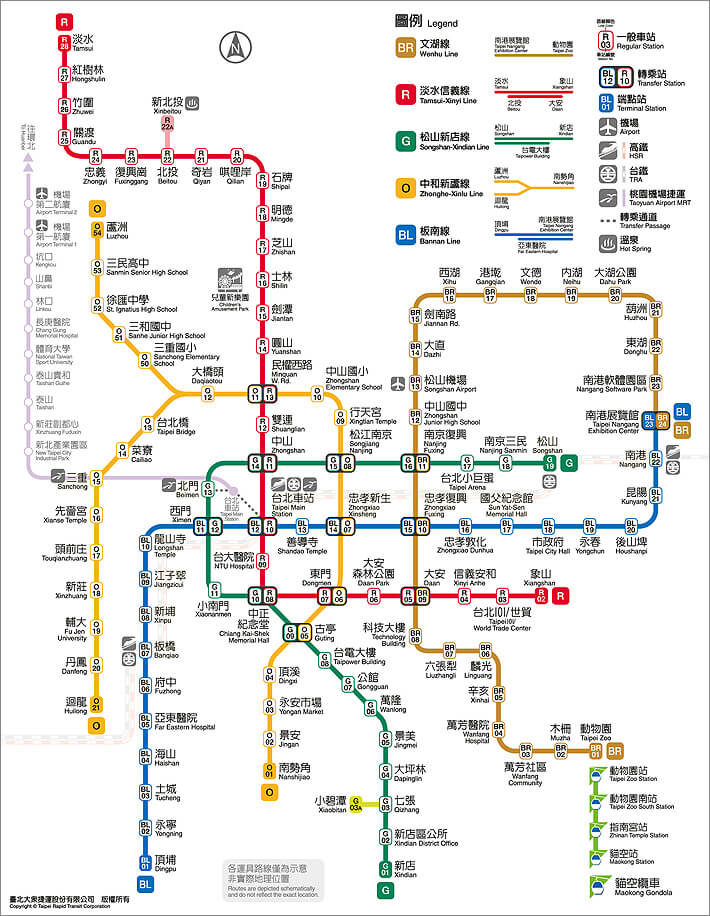 圖例 Legend
BR 文湖線 Wenhu Line
南港展覽館 Taipei Nangang Exhibition Center
動物園 Taipei Zoo
R 淡水信義線 Tamsui-Xinyi Line
淡水 Tamsui
象山 Xiangshan
北投 Beitou
大安 Daan
G 松山新店線 Songshan-Xindian Line
松山 Songshan
新店 Xindian
台電大樓 Taipower Building
O 中和新蘆線 Zhonghe-Xinlu Line
蘆洲 Luzhou
南勢角 Nanshijiao
迴龍 Huilong
BL 板南線 Bannan Line
頂埔 Dingpu
南港展覽館 Taipei Nangang Exhibition Center
亞東醫院 Far Eastern Hospital
R 03 一般車站 Regular Station
BL 12 R 10 轉乘站 Transfer Station
BL 01 端點站 Terminal Station
機場 Airport
高鐵 HSR
台鐵 TRA
桃園機場捷運 Taoyuan Airport MRT
轉乘通道 Transfer Passage
溫泉 Hot Spring
R
R 28 淡水 Tamsui
R 27 紅樹林 Hongshulin
R 26 竹圍 Zhuwei
R 25 關渡 Guandu
R 24 忠義 Zhongyi
R 23 復興崗 Fuxinggang
R 22 北投 Beitou
新北投 Xinbeitou R 22A
R 21 奇岩 Qiyan
R 20 唭哩岸 Qilian
R 19 石牌 Shipai
R 18 明德 Mingde
R 17 芝山 Zhishan
R 16 士林 Shilin
兒童新樂園 Children's Amusement Park
R 15 劍潭 Jiantan
R 14 圓山 Yuanshan
O 11 R 13 民權西路 Minquan W. Rd.
R 12 雙連 Shuanglian
G 14 R 11 中山 Zhongshan
BL 12 R 10 台北車站 Taipei Main Station
R 09 台大醫院 NTU Hospital
G 10 R 08 中正紀念堂 Chiang Kai-Shek Memorial Hall
R 07 O 06 東門 Dongmen
R 06 大安森林公園 Daan Park
R 05 BR 09 大安 Daan
R 04 信義安和 Xinyi Anhe
R 03 台北101/世貿 Taipei101/ World Trade Center
R 02 象山 Xiangshan R
往環北 To Huanbei
機場第二航廈 Airport Terminal 2
機場第一航廈 Airport Terminal 1
坑口 Kengkou
山鼻 Shanbi
林口 Linkou
長庚醫院 Chang Gung Memorial Hospital
體育大學 National Taiwan Sport University
泰山貴和 Taishan Guihe
泰山 Taishan
新莊副都心 Xinzhuang Fuduxin
新北產業園區 New Taipei City Industrial Park
台北車站 Taipei Main Station
O
O 54 蘆洲 Luzhou
O 53 三民高中 Sanmin Senior High School
O 52 徐匯中學 St. Ignatius High School
O 51 三和國中 Sanhe Junior High School
O 50 三重國小 Sanchong Elementary School
O 12 大橋頭 Daqiaotou
O 13 台北橋 Taipei Bridge
O 14 菜寮 Cailiao
O 15 三重 Sanchong
O 16 先嗇宮 Xianse Temple
O 17 頭前庄 Touqianzhuang
O 18 新莊 Xinzhuang
O 19 輔大 Fu Jen University
O 20 丹鳳 Danfeng
O 21 迴龍 Huilong
O
O 10 中山國小 Zhongshan Elementary School
O 09 行天宮 Xingtian Temple
G 15 O 08 松江南京 Songjiang Nanjing
BL 14 O 07 忠孝新生 Zhongxiao Xinsheng
G 09 O 05 古亭 Guting
O 04 頂溪 Dingxi
O 03 永安市場 Yongan Market
O 02 景安 Jingan
O 01 南勢角 Nanshijiao
O
G 19 松山 Songshan G
G 18 南京三民 Nanjing Sanmin
G 17 台北小巨蛋 Taipei Arena
G 16 BR 11 南京復興 Nanjing Fuxing
G 13 北門 Beimen
BL 11 G 12 西門 Ximen
G 11 小南門 Xiaonanmen
G 08 台電大樓 Taipower Building
G 07 公館 Gongguan
G 06 萬隆 Wanlong
G 05 景美 Jingmei
G 04 大坪林 Dapinglin
小碧潭 Xiaobitan G 03A
G 03 七張 Qizhang
G 02 新店區公所 Xindian District Office
G 01 新店 Xindian
G
BR 16 西湖 Xihu
BR 17 港墘 Gangqian
BR 18 文德 Wende
BR 19 內湖 Neihu
BR 20 大湖公園 Dahu Park
BR 21 葫洲 Huzhou
BR 22 東湖 Donghu
BR 23 南港軟體園區 Nangang Software Park
BL 23 BR 24 南港展覽館 Taipei Nangang Exhibition Center
BL
BR
BR 15 劍南路 Jiannan Rd.
BR 14 大直 Dazhi
BR 13 松山機場 Songshan Airport
BR 12 中山國中 Zhongshan Junior High School
BL 15 BR 10 忠孝復興 Zhongxiao Fuxing
BR 08 科技大樓 Technology Building
BR 07 六張犁 Liuzhangli
BR 06 麟光 Linguang
BR 05 辛亥 Xinhai
BR 04 萬芳醫院 Wanfang Hospital
BR 03 萬芳社區 Wanfang Community
BR 02 木柵 Muzha
BR 01 動物園 Taipei Zoo BR
BL 22 南港 Nangang
BL 21 昆陽 Kunyang
BL 20 後山埤 Houshanpi
BL 19 永春 Yongchun
BL 18 市政府 Taipei City Hall
BL 17 國父紀念館 Sun Yat-Sen Memorial Hall
BL 16 忠孝敦化 Zhongxiao Dunhua
BL 13 善導寺 Shandao Temple
BL 10 龍山寺 Longshan Temple
BL 09 江子翠 Jiangzicui
BL 08 新埔 Xinpu
BL 07 板橋 Banqiao
BL 06 府中 Fuzhong
BL 05 亞東醫院 Far Eastern Hospital
BL 04 海山 Haishan
BL 03 土城 Tucheng
BL 02 永寧 Yongning
BL 01 頂埔 Dingpu
BL
動物園站 Taipei Zoo Station
動物園南站 Taipei Zoo South Station
指南宮站 Zhinan Temple Station
貓空站 Maokong Station
貓空纜車 Maokong Gondola
各運具路線僅為示意
非實際地理位置
Routes are depicted schematically
and do not reflect the exact location.
臺北大眾捷運股份有限公司 版權所有
Copyright © Taipei Rapid Transit Corporation